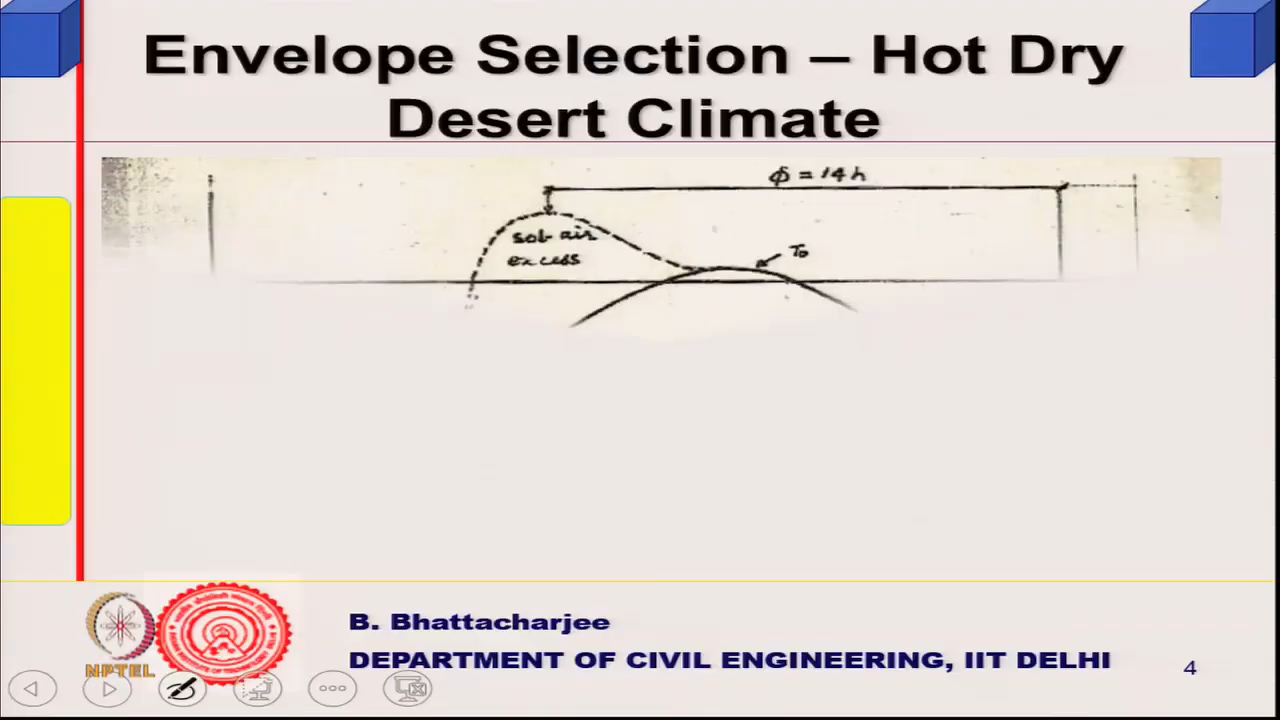 Envelope Selection – Hot Dry
Desert Climate
φ = 14h
sol-air
excess
To
B. Bhattacharjee
DEPARTMENT OF CIVIL ENGINEERING, IIT DELHI
NPTEL
4